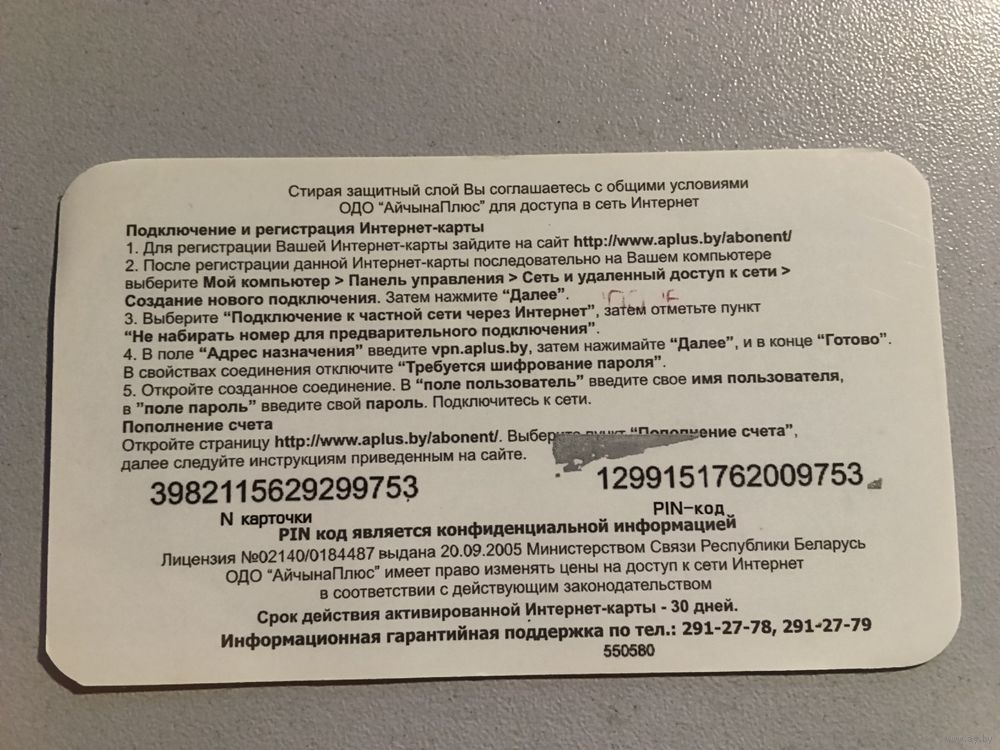 Стирая защитный слой Вы соглашаетесь с общими условиями
ОДО “АйчынаПлюс” для доступа в сеть Интернет
Подключение и регистрация Интернет-карты
1. Для регистрации Вашей Интернет-карты зайдите на сайт http://www.aplus.by/abonent/
2. После регистрации данной Интернет-карты последовательно на Вашем компьютере
выберите Мой компьютер > Панель управления > Сеть и удаленный доступ к сети >
Создание нового подключения. Затем нажмите “Далее”.
3. Выберите “Подключение к частной сети через Интернет”, затем отметьте пункт
“Не набирать номер для предварительного подключения”.
4. В поле “Адрес назначения” введите vpn.aplus.by, затем нажимайте “Далее”, и в конце “Готово”.
В свойствах соединения отключите “Требуется шифрование пароля”.
5. Откройте созданное соединение. В “поле пользователь” введите свое имя пользователя,
в ”поле пароль” введите свой пароль. Подключитесь к сети.
Пополнение счета
Откройте страницу http://www.aplus.by/abonent/. Выберите пункт “Пополнение счета”,
далее следуйте инструкциям приведенным на сайте.
3982115629299753 1299151762009753
N карточки PIN-код
PIN код является конфиденциальной информацией
Лицензия №02140/0184487 выдана 20.09.2005 Министерством Связи Республики Беларусь
ОДО “АйчынаПлюс” имеет право изменять цены на доступ к сети Интернет
в соответствии с действующим законодательством
Срок действия активированной Интернет-карты - 30 дней.
Информационная гарантийная поддержка по тел.: 291-27-78, 291-27-79
550580